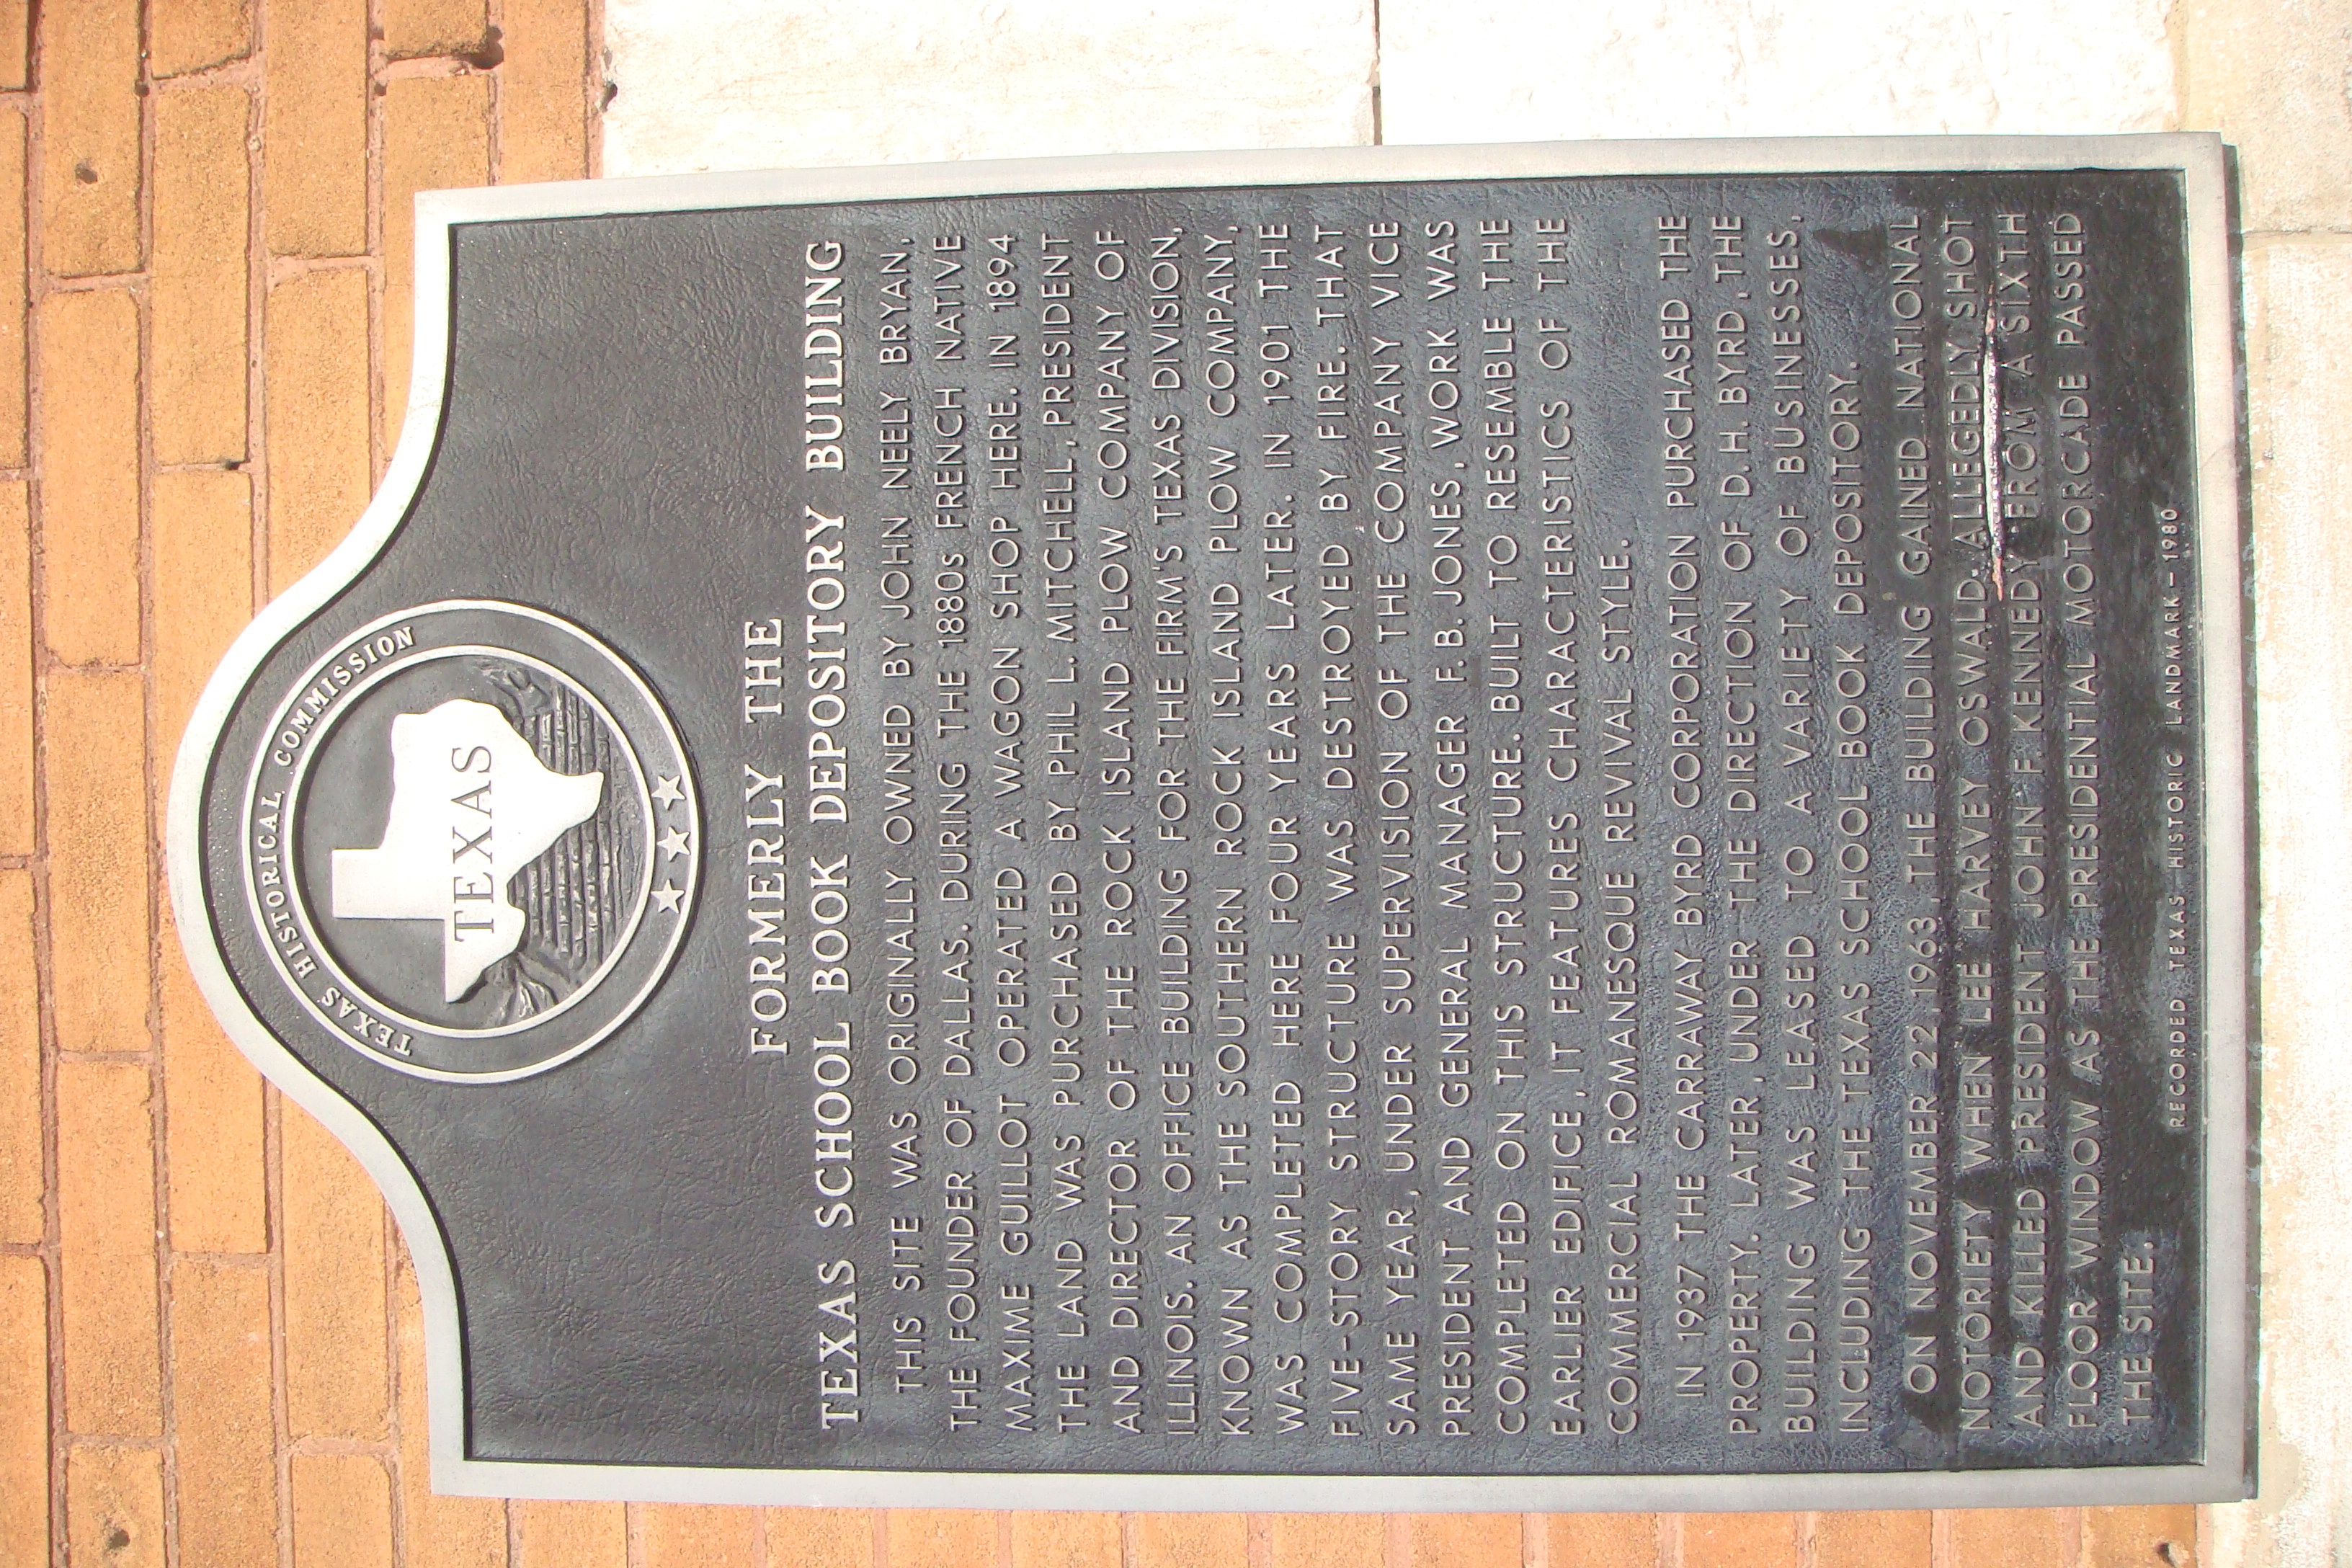 TEXAS HISTORICAL COMMISSION
TEXAS
FORMERLY THE
TEXAS SCHOOL BOOK DEPOSITORY BUILDING
THIS SITE WAS ORIGINALLY OWNED BY JOHN NEELY BRYAN,
THE FOUNDER OF DALLAS. DURING THE 1880s FRENCH NATIVE
MAXIME GUILLOT OPERATED A WAGON SHOP HERE. IN 1894
THE LAND WAS PURCHASED BY PHIL L. MITCHELL, PRESIDENT
AND DIRECTOR OF THE ROCK ISLAND PLOW COMPANY OF
ILLINOIS. AN OFFICE BUILDING FOR THE FIRM'S TEXAS DIVISION,
KNOWN AS THE SOUTHERN ROCK ISLAND PLOW COMPANY,
WAS COMPLETED HERE FOUR YEARS LATER. IN 1901 THE
FIVE-STORY STRUCTURE WAS DESTROYED BY FIRE. THAT
SAME YEAR, UNDER SUPERVISION OF THE COMPANY VICE
PRESIDENT AND GENERAL MANAGER F. B. JONES, WORK WAS
COMPLETED ON THIS STRUCTURE. BUILT TO RESEMBLE THE
EARLIER EDIFICE, IT FEATURES CHARACTERISTICS OF THE
COMMERCIAL ROMANESQUE REVIVAL STYLE.
IN 1937 THE CARRAWAY BYRD CORPORATION PURCHASED THE
PROPERTY. LATER, UNDER THE DIRECTION OF D. H. BYRD, THE
BUILDING WAS LEASED TO A VARIETY OF BUSINESSES,
INCLUDING THE TEXAS SCHOOL BOOK DEPOSITORY.
ON NOVEMBER 22, 1963, THE BUILDING GAINED NATIONAL
NOTORIETY WHEN LEE HARVEY OSWALD ALLEGEDLY SHOT
AND KILLED PRESIDENT JOHN F. KENNEDY FROM A SIXTH
FLOOR WINDOW AS THE PRESIDENTIAL MOTORCADE PASSED
THE SITE.
RECORDED TEXAS HISTORIC LANDMARK – 1980